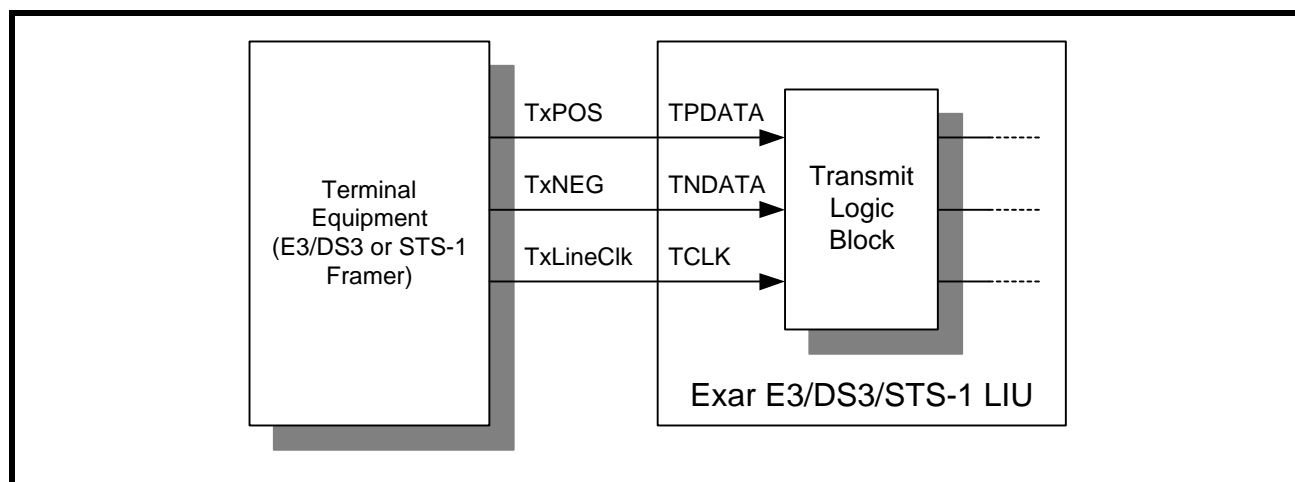 TxPOS TPDATA
TxNEG TNDATA
TxLineClk TCLK
Terminal
Equipment
(E3/DS3 or STS-1
Framer)
Transmit
Logic
Block
Exar E3/DS3/STS-1 LIU